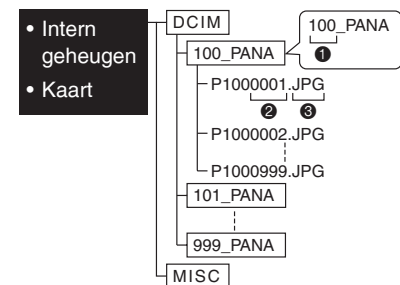 • Intern
geheugen
• Kaart
DCIM
100_PANA
P1000001.JPG
❷ ❸
P1000002.JPG
P1000999.JPG
101_PANA
999_PANA
MISC
100_PANA
❶